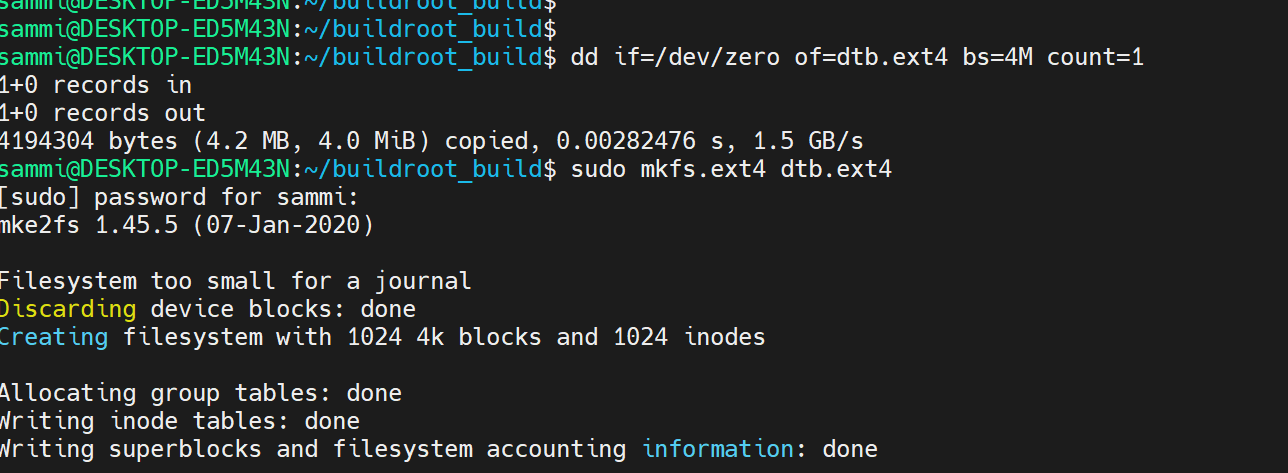 sammi@DESKTOP-ED5M43N:~/buildroot_build$
sammi@DESKTOP-ED5M43N:~/buildroot_build$
sammi@DESKTOP-ED5M43N:~/buildroot_build$ dd if=/dev/zero of=dtb.ext4 bs=4M count=1
1+0 records in
1+0 records out
4194304 bytes (4.2 MB, 4.0 MiB) copied, 0.00282476 s, 1.5 GB/s
sammi@DESKTOP-ED5M43N:~/buildroot_build$ sudo mkfs.ext4 dtb.ext4
[sudo] password for sammi:
mke2fs 1.45.5 (07-Jan-2020)
Filesystem too small for a journal
Discarding device blocks: done
Creating filesystem with 1024 4k blocks and 1024 inodes
Allocating group tables: done
Writing inode tables: done
Writing superblocks and filesystem accounting information: done